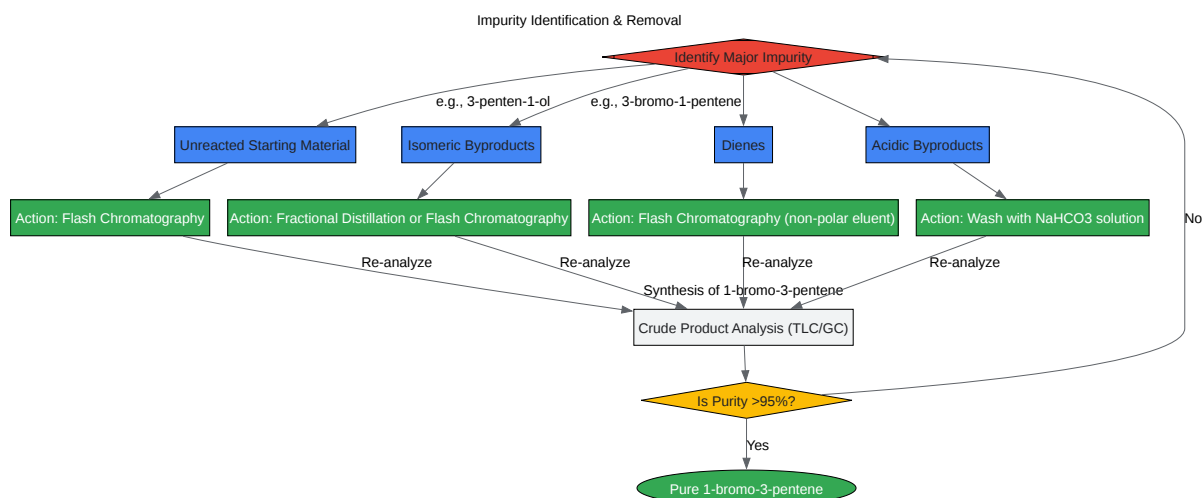 Impurity Identification & Removal
Identify Major Impurity
e.g., 3-penten-1-ol
e.g., 3-bromo-1-pentene
Unreacted Starting Material
Isomeric Byproducts
Dienes
Acidic Byproducts
Action: Flash Chromatography
Action: Fractional Distillation or Flash Chromatography
Action: Flash Chromatography (non-polar eluent)
Action: Wash with NaHCO3 solution
No
Re-analyze
Re-analyze
Re-analyze
Re-analyze
Synthesis of 1-bromo-3-pentene
Crude Product Analysis (TLC/GC)
Is Purity >95%?
Yes
Pure 1-bromo-3-pentene